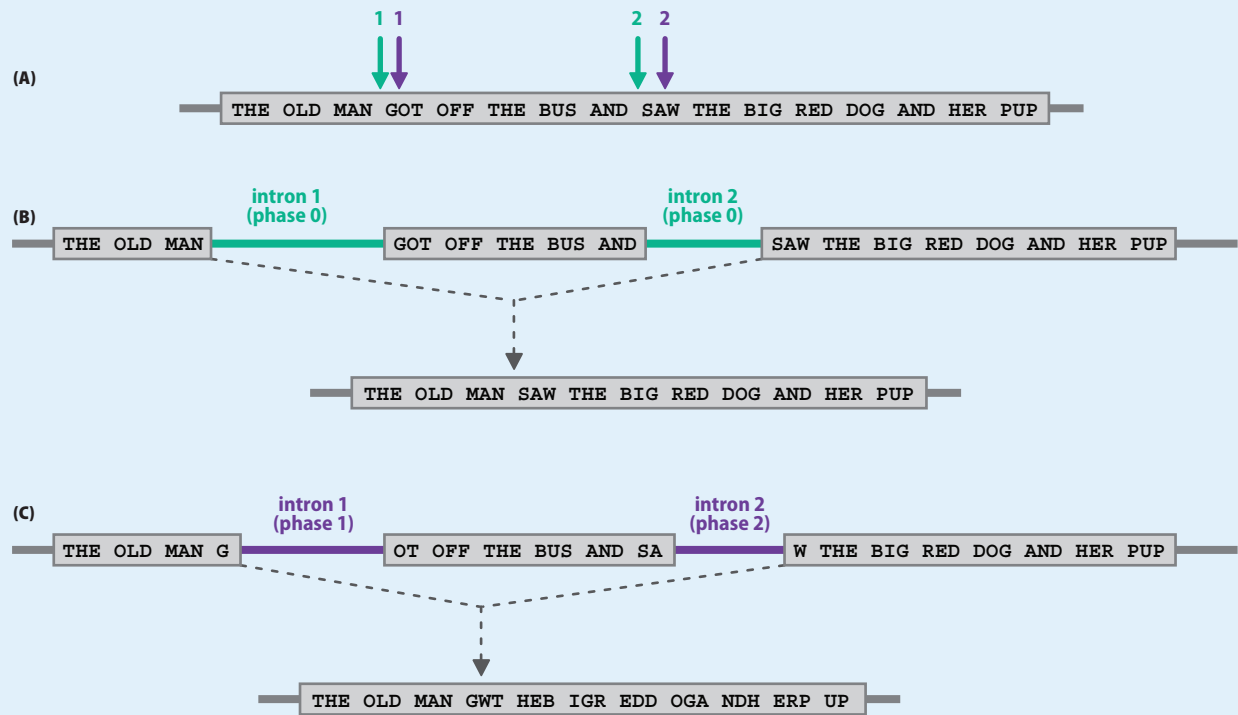 1 1 2 2
(A)
THE OLD MAN GOT OFF THE BUS AND SAW THE BIG RED DOG AND HER PUP
intron 1
(phase 0)
intron 2
(phase 0)
(B)
THE OLD MAN
GOT OFF THE BUS AND
SAW THE BIG RED DOG AND HER PUP
THE OLD MAN SAW THE BIG RED DOG AND HER PUP
intron 1
(phase 1)
intron 2
(phase 2)
(C)
THE OLD MAN G
OT OFF THE BUS AND SA
W THE BIG RED DOG AND HER PUP
THE OLD MAN GWT HEB IGR EDD OGA NDH ERP UP